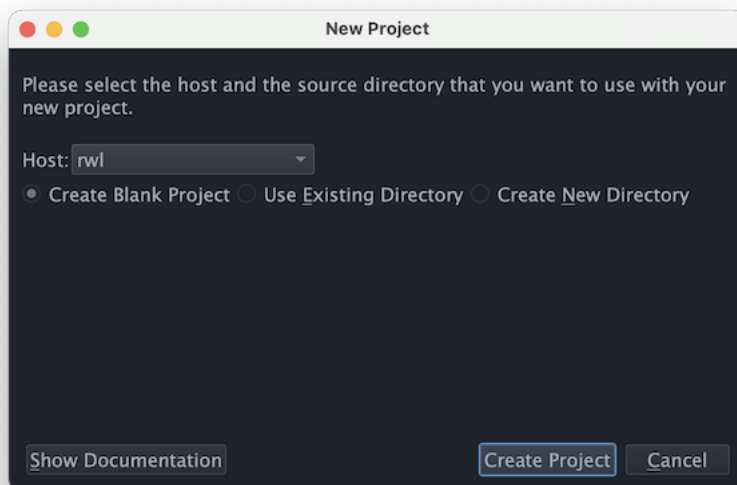 New Project
Please select the host and the source directory that you want to use with your
new project.
Host: rwl
Create Blank Project Use Existing Directory Create New Directory
Show Documentation Create Project Cancel